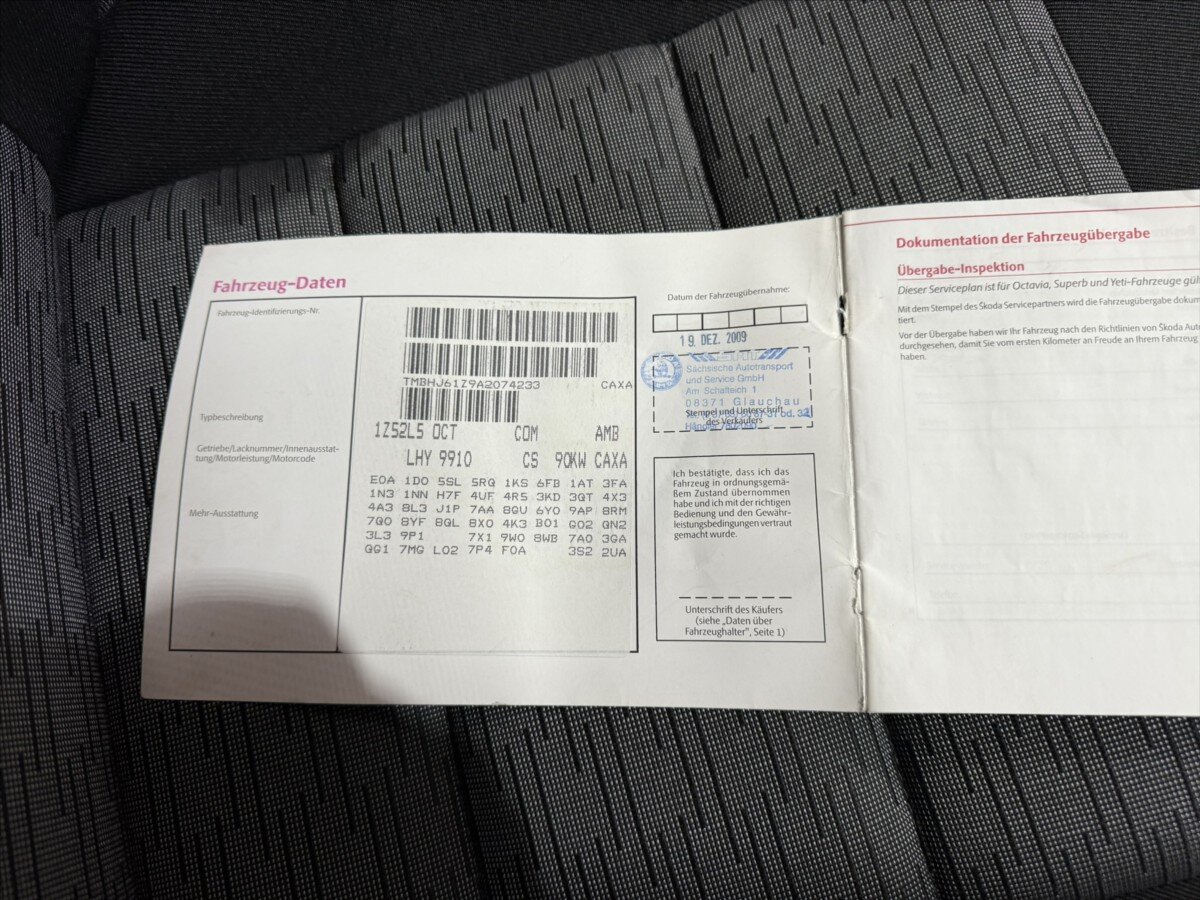 Fahrzeug-Daten
Fahrzeug-Identifizierungs-Nr.
TMBHJ61Z9A2074233 CAXA
Typbeschreibung
1Z52L5 OCT COM AMB
Getriebe/Lacknummer/Innenausstat-
tung/Motorleistung/Motorcode
LHY 9910 CS 90KW CAXA
Mehr-Ausstattung
E0A 1D0 5SL 5RQ 1KS 6FB 1AT 3FA
1N3 1NN H7F 4UF 4R5 3KD 3QT 4X3
4A3 8L3 J1P 7AA 8GU 6Y0 9AP 8RM
7Q0 8YF 8QL 8X0 4K3 B01 G02 QN2
3L3 9P1 7X1 9W0 8WB 7A0 3GA
QG1 7MG L02 7P4 F0A 3S2 2UA
Datum der Fahrzeugübernahme:
19. DEZ. 2009
Sächsische Autotransport
und Service GmbH
Am Schafteich 1
08371 Glauchau
Stempel und Unterschrift
des Verkäufers
Ich bestätigte, dass ich das
Fahrzeug in ordnungsgemä-
ßem Zustand übernommen
habe und ich mit der richtigen
Bedienung und den Gewähr-
leistungsbedingungen vertraut
gemacht wurde.
Unterschrift des Käufers
(siehe „Daten über
Fahrzeughalter", Seite 1)
Dokumentation der Fahrzeugübergabe
Übergabe-Inspektion
Dieser Serviceplan ist für Octavia, Superb und Yeti-Fahrzeuge gül
Mit dem Stempel des Škoda Servicepartners wird die Fahrzeugübergabe dokum
tiert.
Vor der Übergabe haben wir Ihr Fahrzeug nach den Richtlinien von Škoda Auto
durchgesehen, damit Sie vom ersten Kilometer an Freude an Ihrem Fahrzeug
haben.